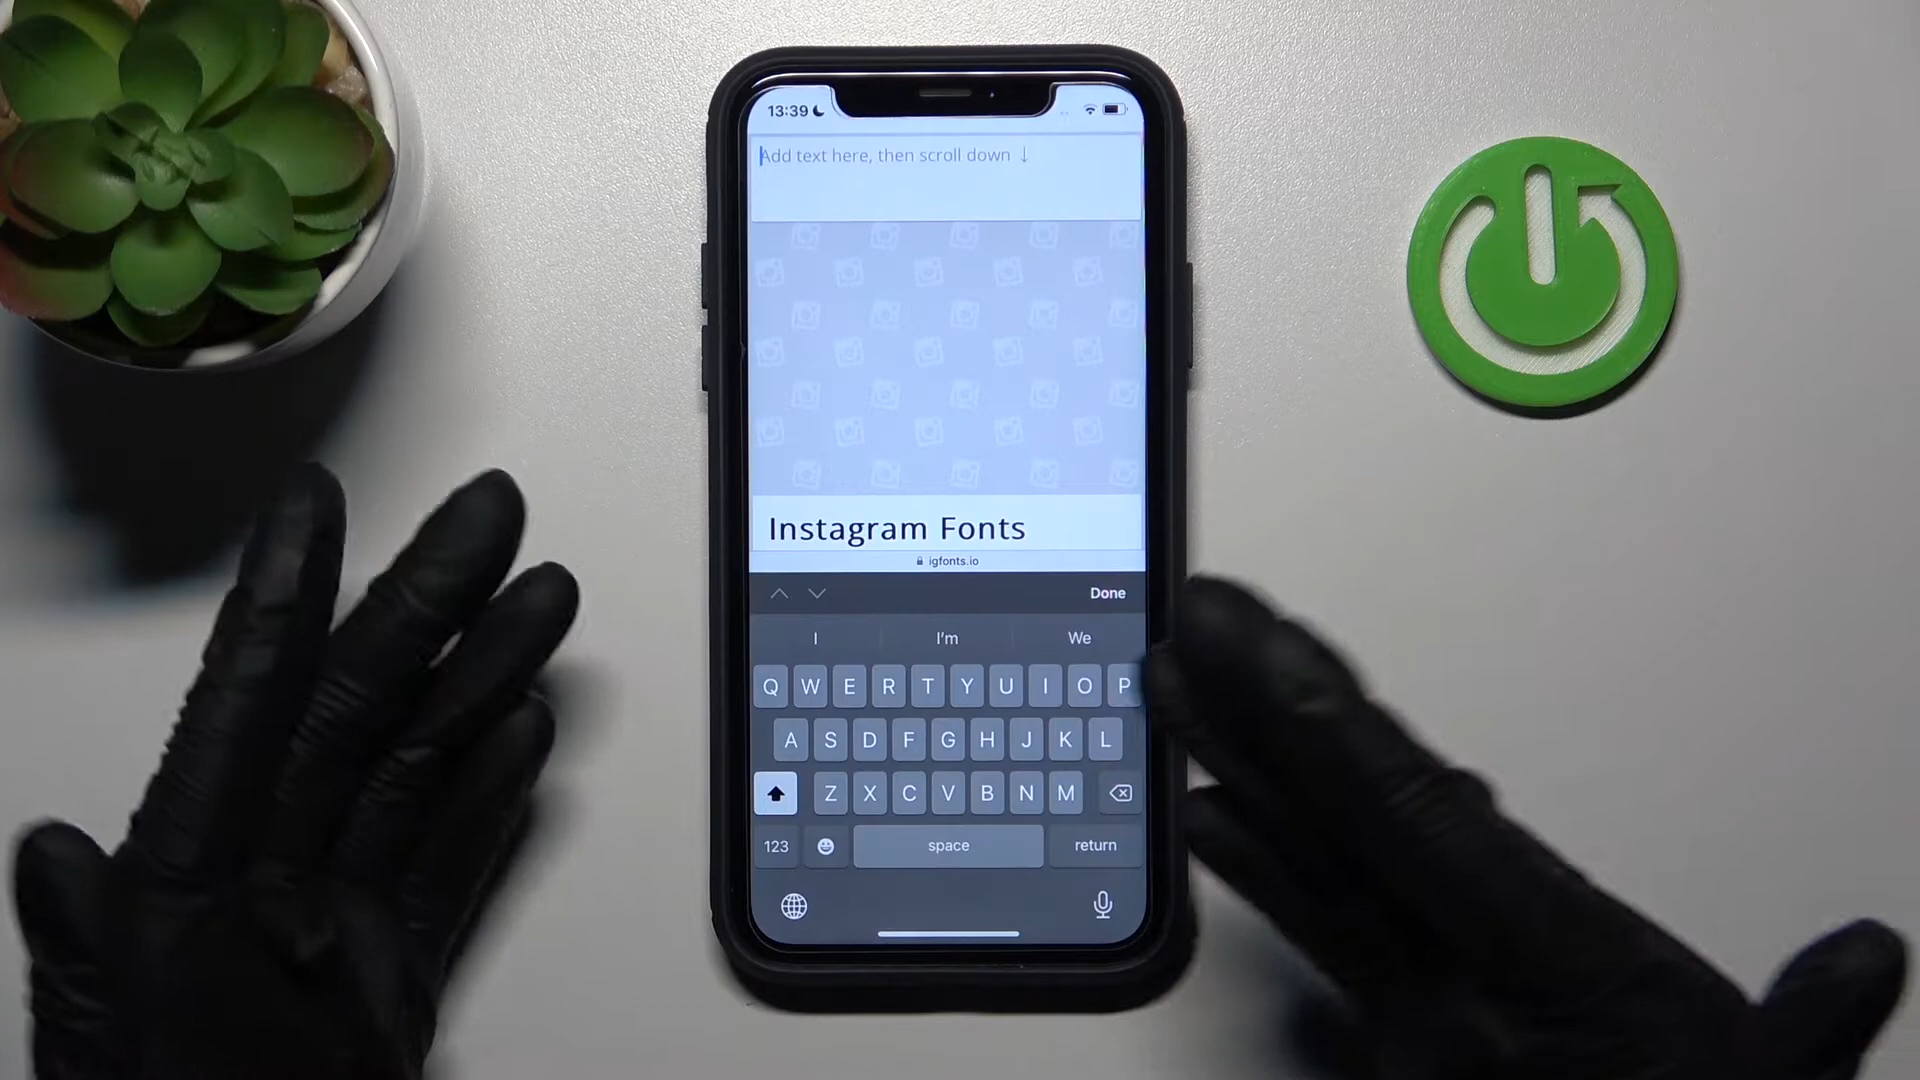 13:39
Add text here, then scroll down ↓
Instagram Fonts
igfonts.io
Done
I I'm We
Q W E R T Y U I O P
A S D F G H J K L
Z X C V B N M
123 space return